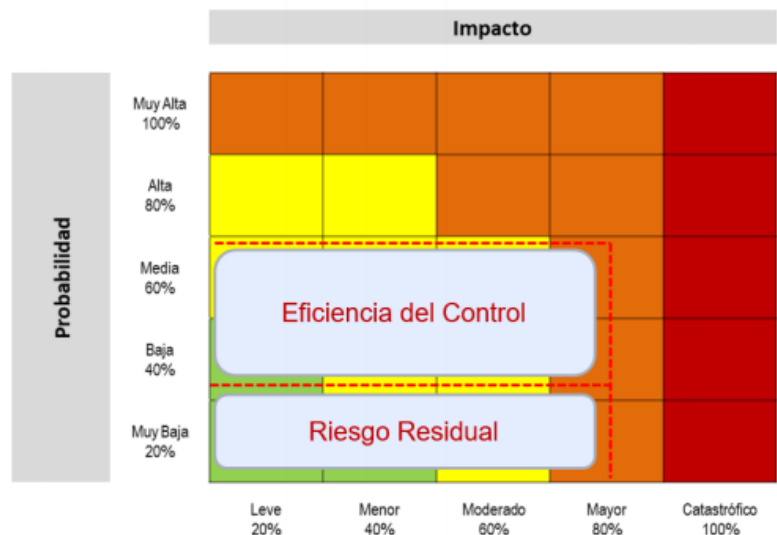 Impacto
Probabilidad
Muy Alta
100%
Alta
80%
Media
60%
Baja
40%
Muy Baja
20%
Eficiencia del Control
Riesgo Residual
Leve
20%
Menor
40%
Moderado
60%
Mayor
80%
Catastrófico
100%